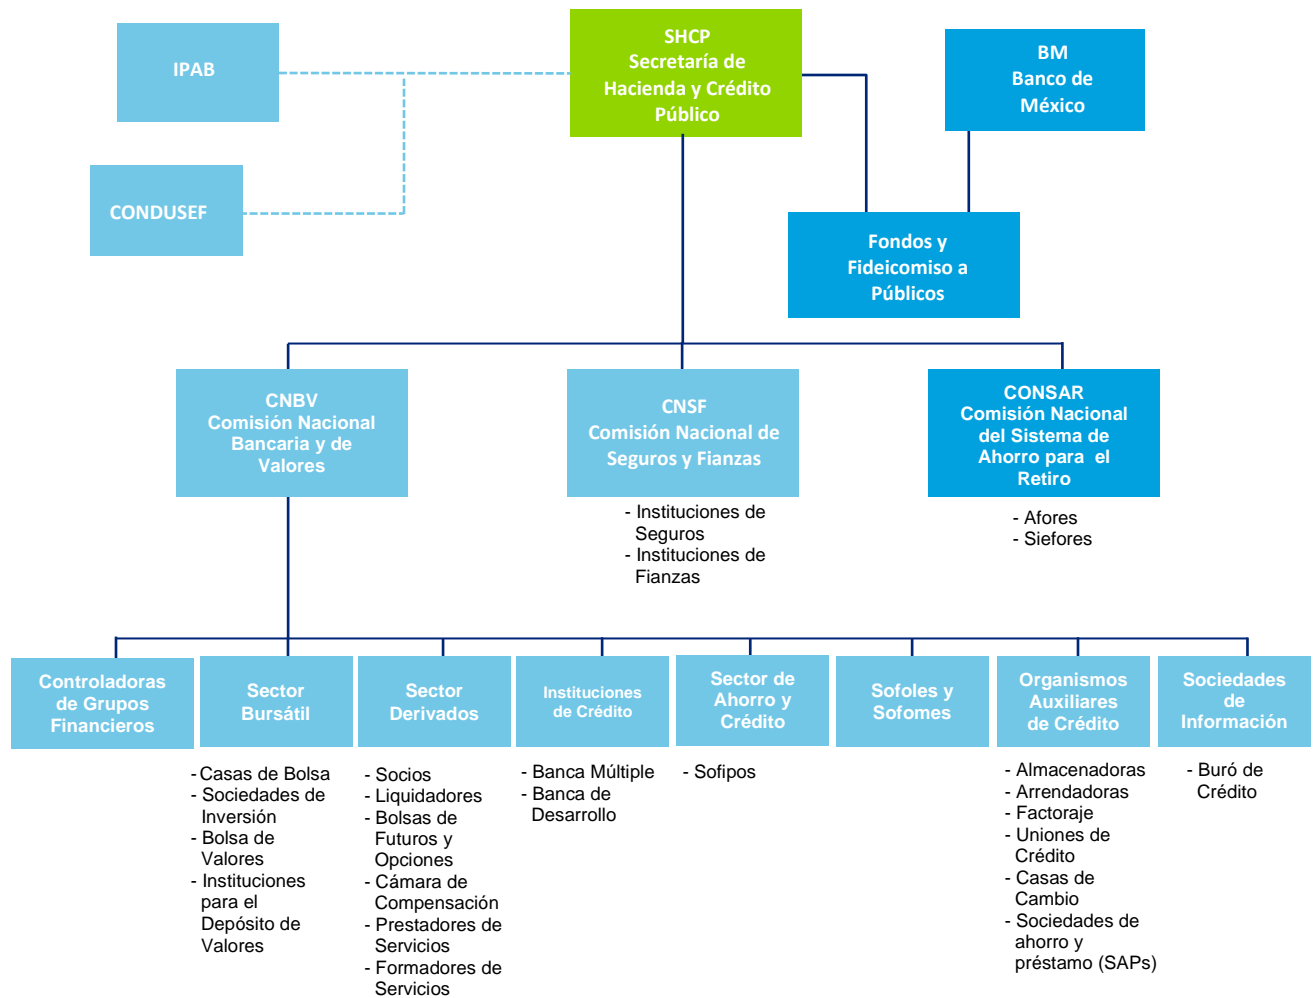 IPAB
SHCP
Secretaría de
Hacienda y Crédito
Público
BM
Banco de
México
CONDUSEF
Fondos y
Fideicomiso a
Públicos
CNBV
Comisión Nacional
Bancaria y de
Valores
CNSF
Comisión Nacional de
Seguros y Fianzas
CONSAR
Comisión Nacional
del Sistema de
Ahorro para el
Retiro
- Instituciones de
Seguros
- Instituciones de
Fianzas
- Afores
- Siefores
Controladoras
de Grupos
Financieros
Sector
Bursátil
Sector
Derivados
Instituciones
de Crédito
Sector de
Ahorro y
Crédito
Sofoles y
Sofomes
Organismos
Auxiliares
de Crédito
Sociedades
de
Información
- Casas de Bolsa
- Sociedades de
Inversión
- Bolsa de
Valores
- Instituciones
para el
Depósito de
Valores
- Socios
- Liquidadores
- Bolsas de
Futuros y
Opciones
- Cámara de
Compensación
- Prestadores de
Servicios
- Formadores de
Servicios
- Banca Múltiple
- Banca de
Desarrollo
- Sofipos
- Almacenadoras
- Arrendadoras
- Factoraje
- Uniones de
Crédito
- Casas de
Cambio
- Sociedades de
ahorro y
préstamo (SAPs)
- Buró de
Crédito